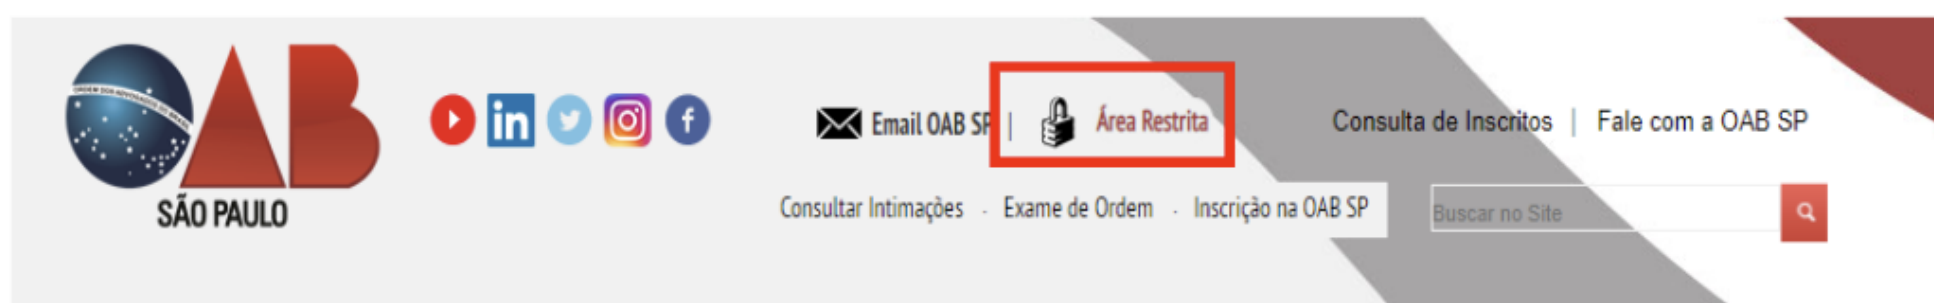 OAB
SÃO PAULO
Email OAB SP | Área Restrita
Consulta de Inscritos | Fale com a OAB SP
Consultar Intimações - Exame de Ordem - Inscrição na OAB SP
Buscar no Site